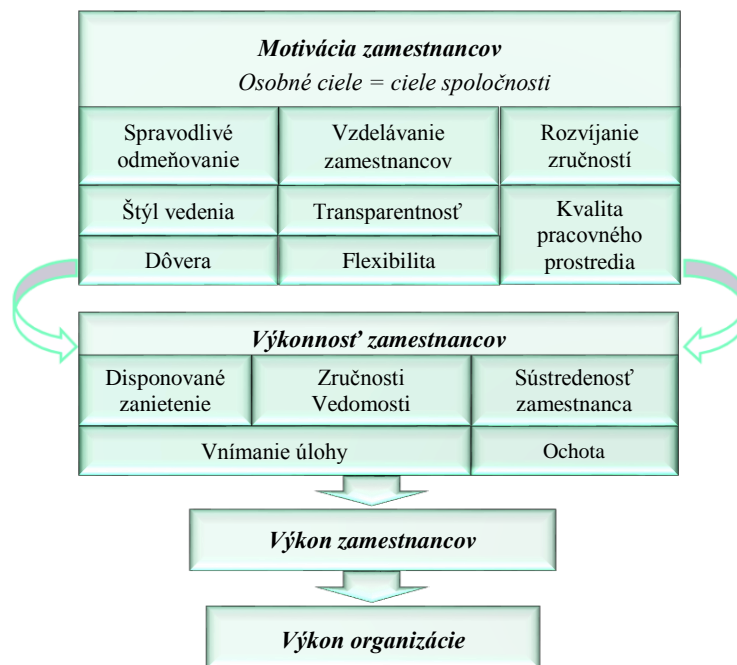 Motivácia zamestnancov
Osobné ciele = ciele spoločnosti
Spravodlivé
odmeňovanie
Vzdelávanie
zamestnancov
Rozvíjanie
zručností
Štýl vedenia
Transparentnosť
Kvalita
pracovného
prostredia
Dôvera
Flexibilita
Výkonnosť zamestnancov
Disponované
zanietenie
Zručnosti
Vedomosti
Sústredenosť
zamestnanca
Vnímanie úlohy
Ochota
Výkon zamestnancov
Výkon organizácie